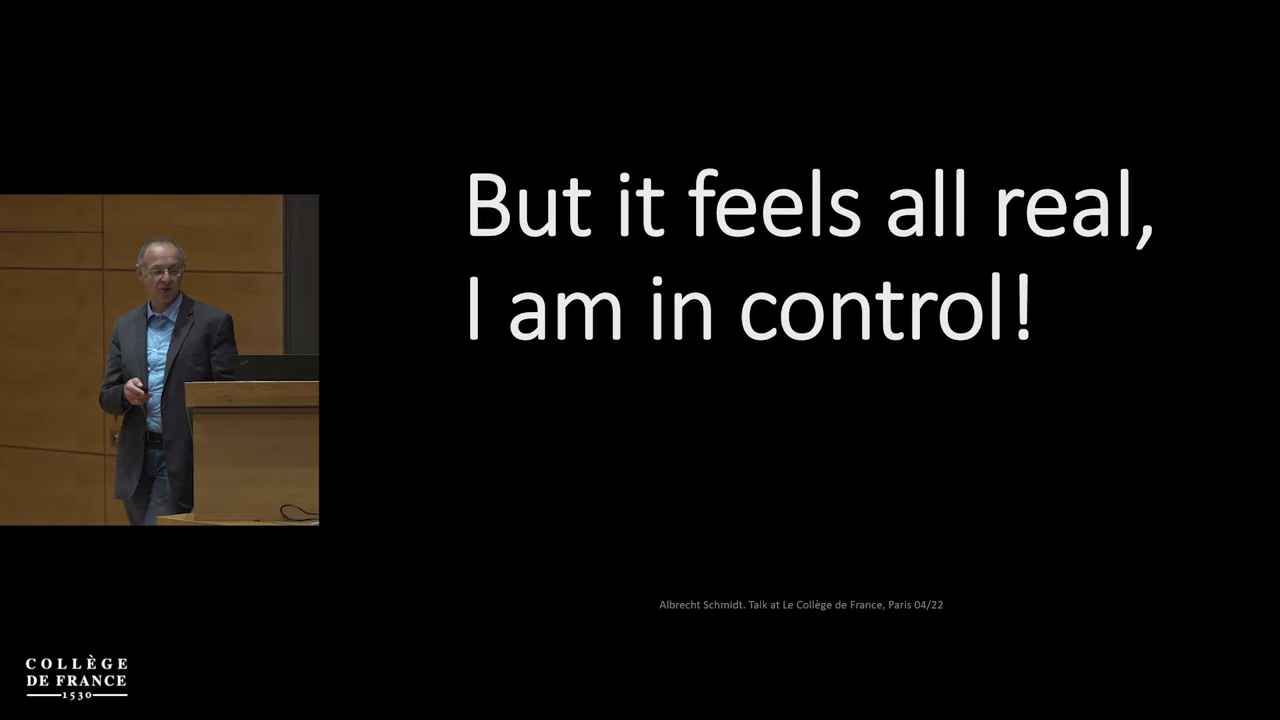 But it feels all real,
I am in control!
Albrecht Schmidt. Talk at Le Collège de France, Paris 04/22
COLLÈGE
DE FRANCE
1530